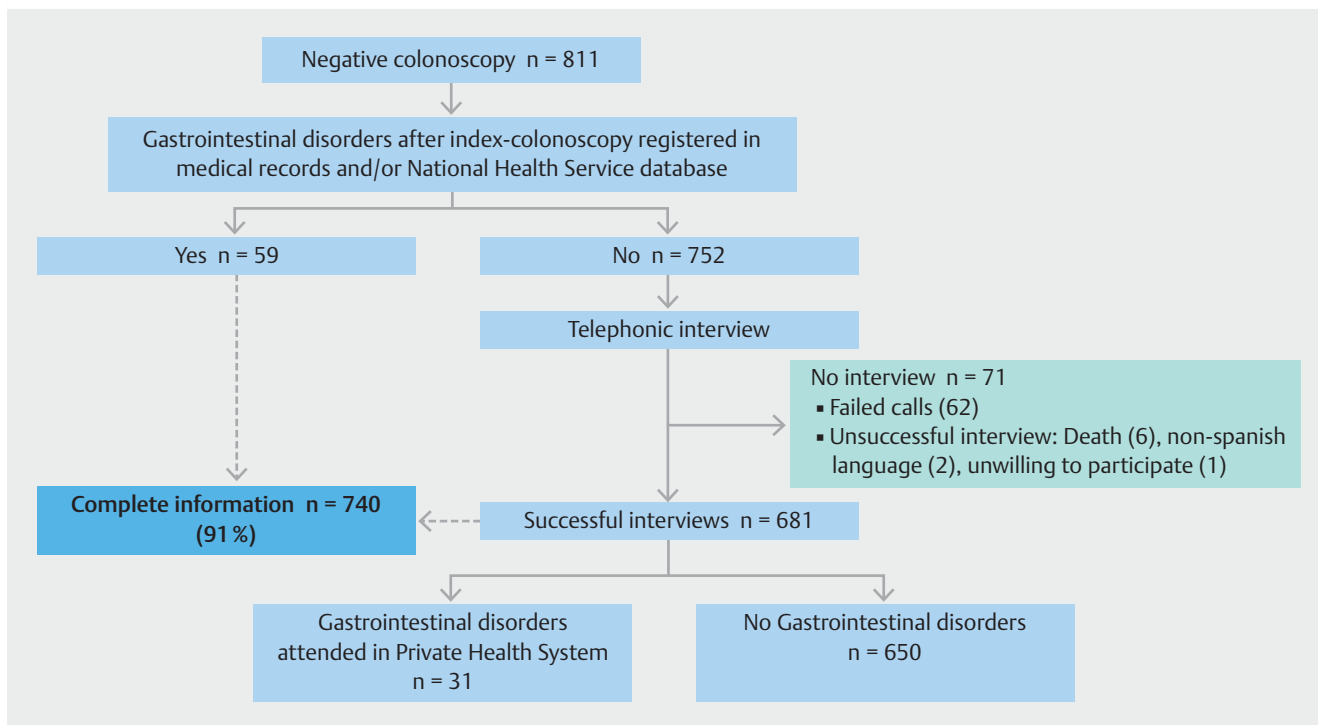 Negative colonoscopy n = 811
Gastrointestinal disorders after index-colonoscopy registered in
medical records and/or National Health Service database
Yes n = 59
No n = 752
Telephonic interview
No interview n = 71
▪ Failed calls (62)
▪ Unsuccessful interview: Death (6), non-spanish
language (2), unwilling to participate (1)
Complete information n = 740
(91 %)
Successful interviews n = 681
Gastrointestinal disorders
attended in Private Health System
n = 31
No Gastrointestinal disorders
n = 650